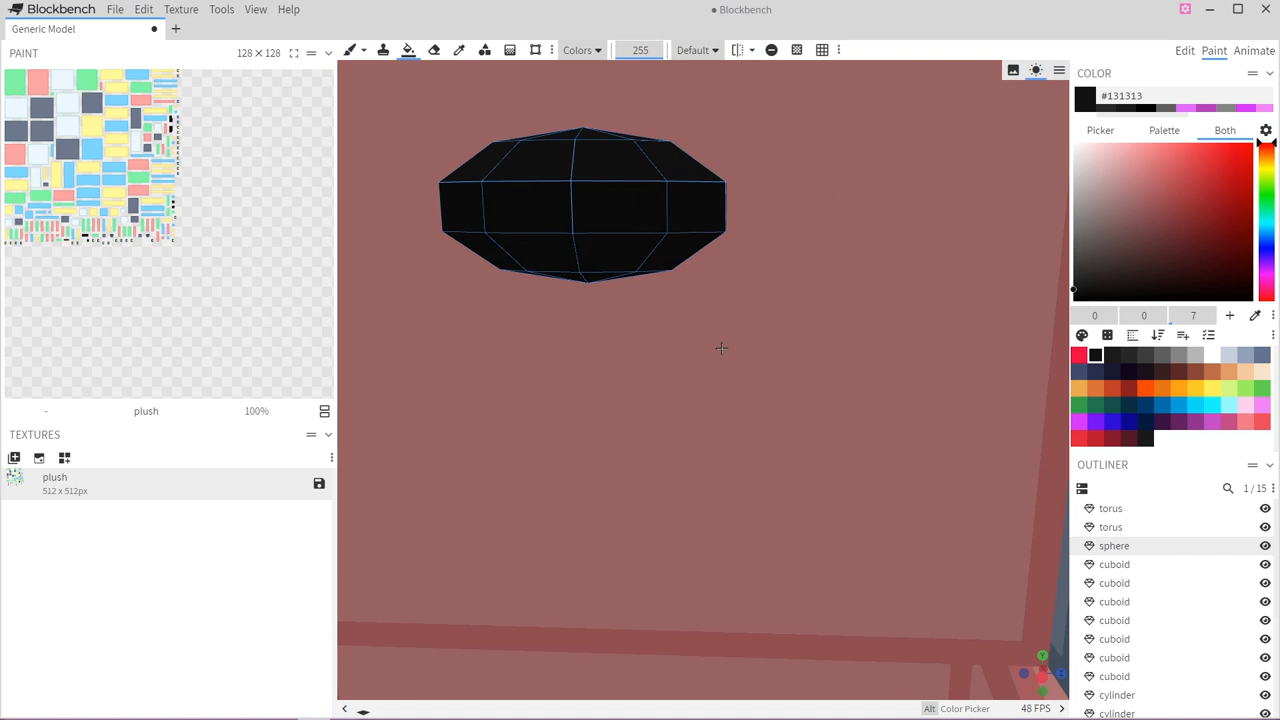 Blockbench File Edit Texture Tools View Help
Blockbench
Generic Model
PAINT 128 × 128
Colors 255 Default
Edit Paint Animate
COLOR
#131313
Picker Palette Both
0 0 7
- plush 100%
TEXTURES
plush
512 x 512px
OUTLINER
1 / 15
torus
torus
sphere
cuboid
cuboid
cuboid
cuboid
cuboid
cuboid
cuboid
cylinder
cylinder
Y
Alt Color Picker 48 FPS